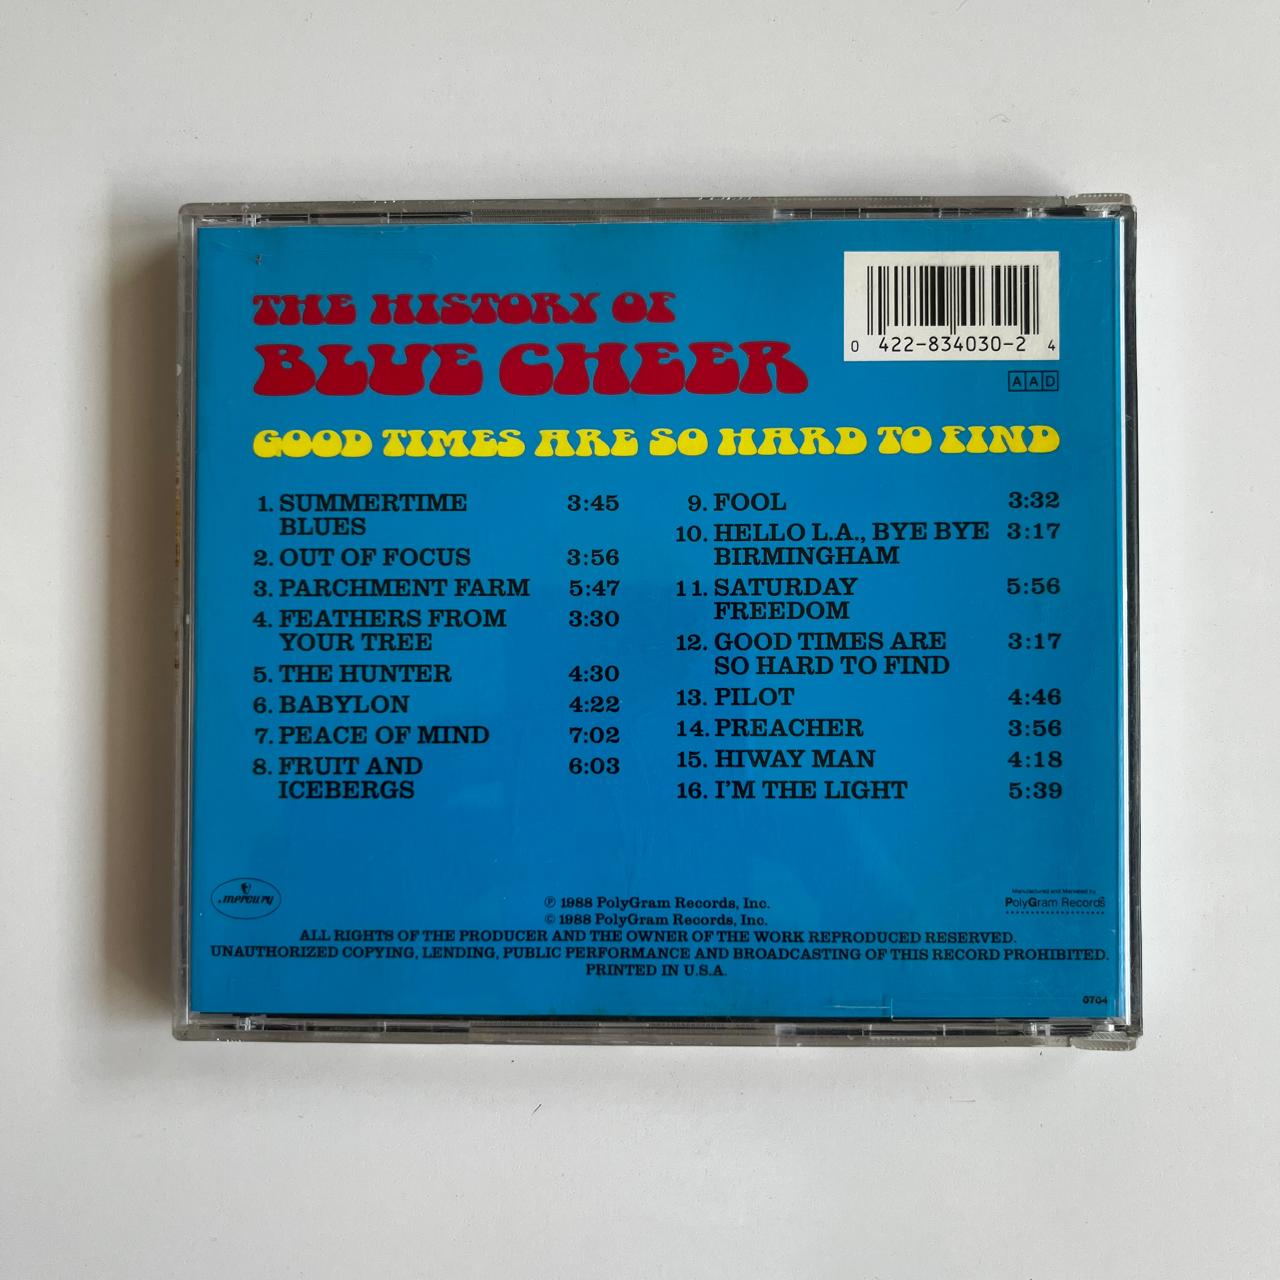 THE HISTORY OF
BLUE CHEER
0 422-834030-2 4
AAD
GOOD TIMES ARE SO HARD TO FIND
1. SUMMERTIME BLUES 3:45
2. OUT OF FOCUS 3:56
3. PARCHMENT FARM 5:47
4. FEATHERS FROM YOUR TREE 3:30
5. THE HUNTER 4:30
6. BABYLON 4:22
7. PEACE OF MIND 7:02
8. FRUIT AND ICEBERGS 6:03
9. FOOL 3:32
10. HELLO L.A., BYE BYE BIRMINGHAM 3:17
11. SATURDAY FREEDOM 5:56
12. GOOD TIMES ARE SO HARD TO FIND 3:17
13. PILOT 4:46
14. PREACHER 3:56
15. HIWAY MAN 4:18
16. I'M THE LIGHT 5:39
mercury
℗ 1988 PolyGram Records, Inc.
© 1988 PolyGram Records, Inc.
ALL RIGHTS OF THE PRODUCER AND THE OWNER OF THE WORK REPRODUCED RESERVED.
UNAUTHORIZED COPYING, LENDING, PUBLIC PERFORMANCE AND BROADCASTING OF THIS RECORD PROHIBITED.
PRINTED IN U.S.A.
Manufactured and Marketed by
PolyGram Records
0704